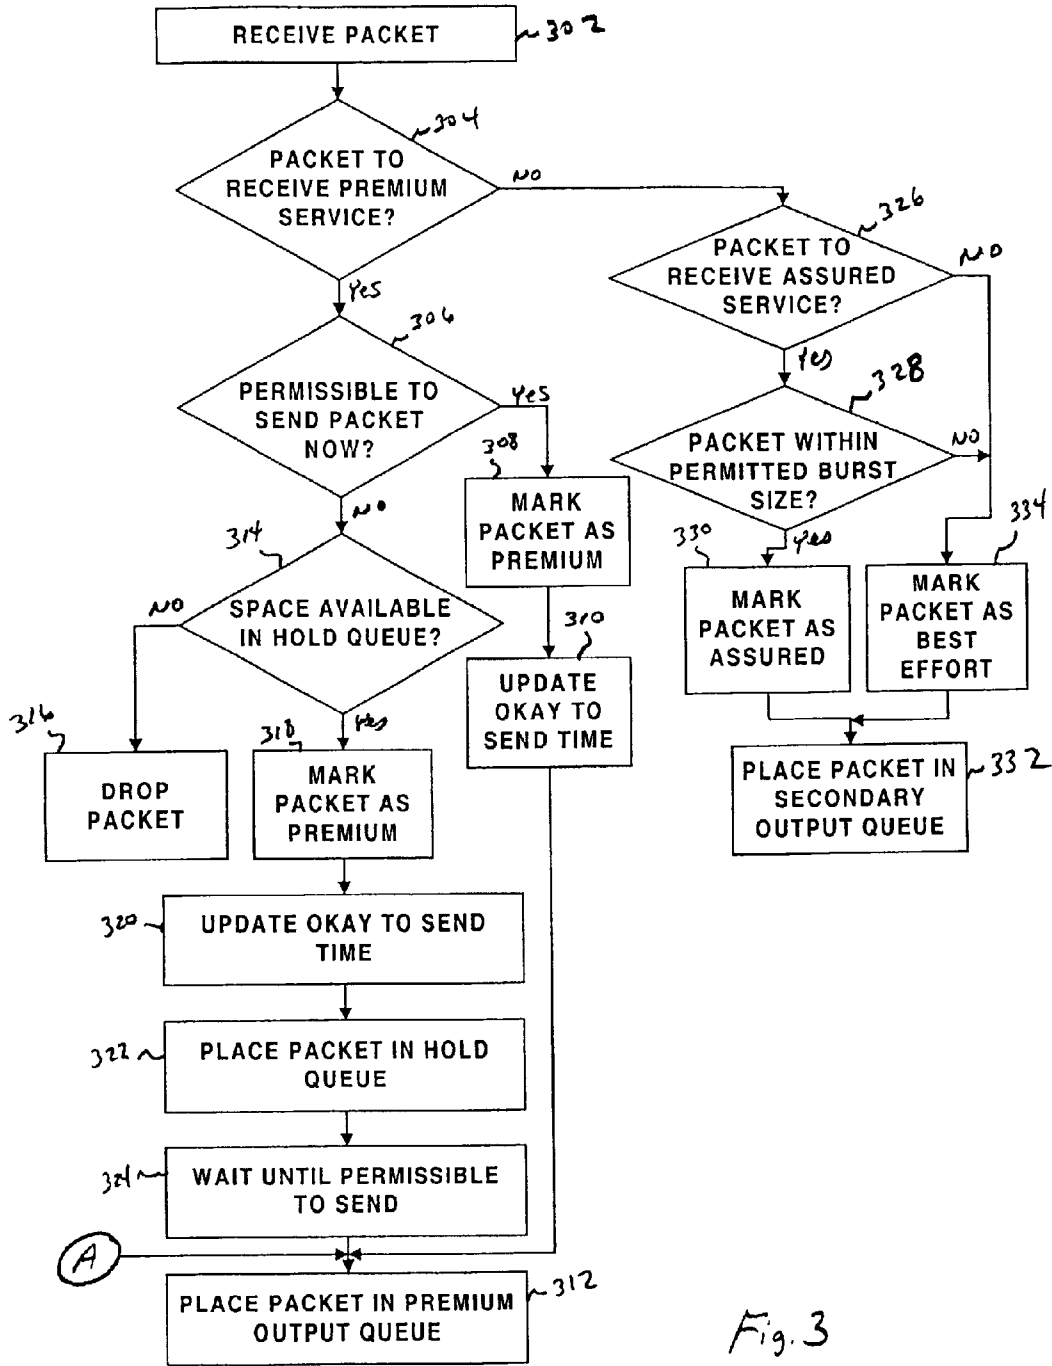 RECEIVE PACKET
302
304
PACKET TO
RECEIVE PREMIUM
SERVICE?
NO
326
PACKET TO
RECEIVE ASSURED
SERVICE?
NO
Yes
Yes
306
PERMISSIBLE TO
SEND PACKET
NOW?
Yes
328
PACKET WITHIN
PERMITTED BURST
SIZE?
NO
308
MARK
PACKET AS
PREMIUM
NO
Yes
314
SPACE AVAILABLE
IN HOLD QUEUE?
NO
330
MARK
PACKET AS
ASSURED
334
MARK
PACKET AS
BEST
EFFORT
310
UPDATE
OKAY TO
SEND TIME
Yes
316
DROP
PACKET
318
MARK
PACKET AS
PREMIUM
PLACE PACKET IN
SECONDARY
OUTPUT QUEUE
332
320
UPDATE OKAY TO SEND
TIME
322
PLACE PACKET IN HOLD
QUEUE
324
WAIT UNTIL PERMISSIBLE
TO SEND
A
PLACE PACKET IN PREMIUM
OUTPUT QUEUE
312
Fig. 3